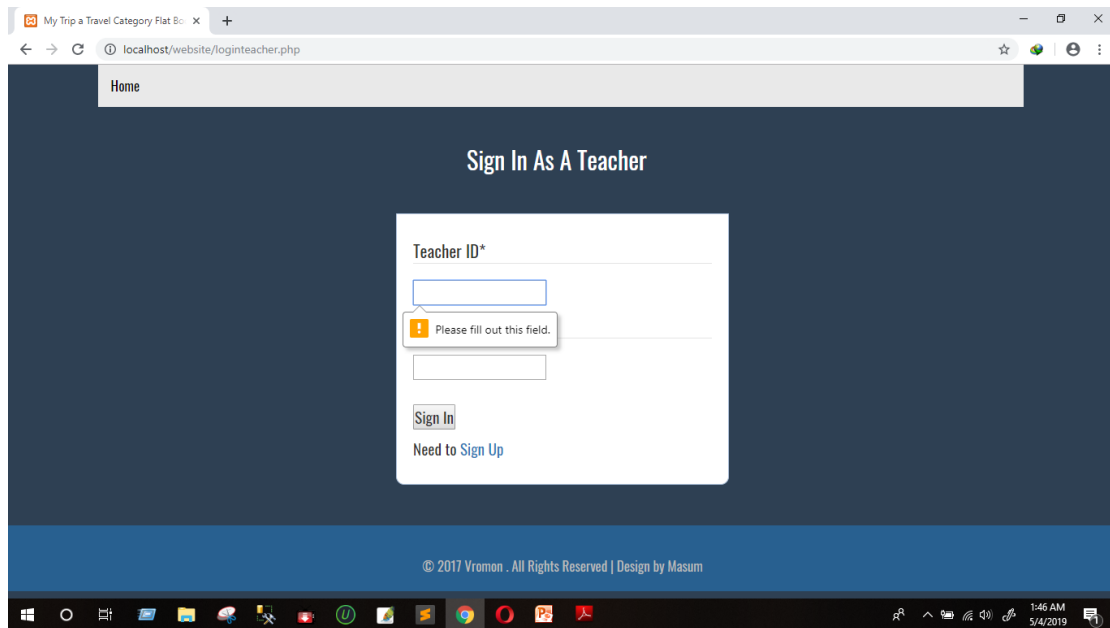 My Trip a Travel Category Flat Bo
localhost/website/loginteacher.php
Home
Sign In As A Teacher
Teacher ID*
Please fill out this field.
Sign In
Need to Sign Up
© 2017 Vromon . All Rights Reserved | Design by Masum
1:46 AM
5/4/2019